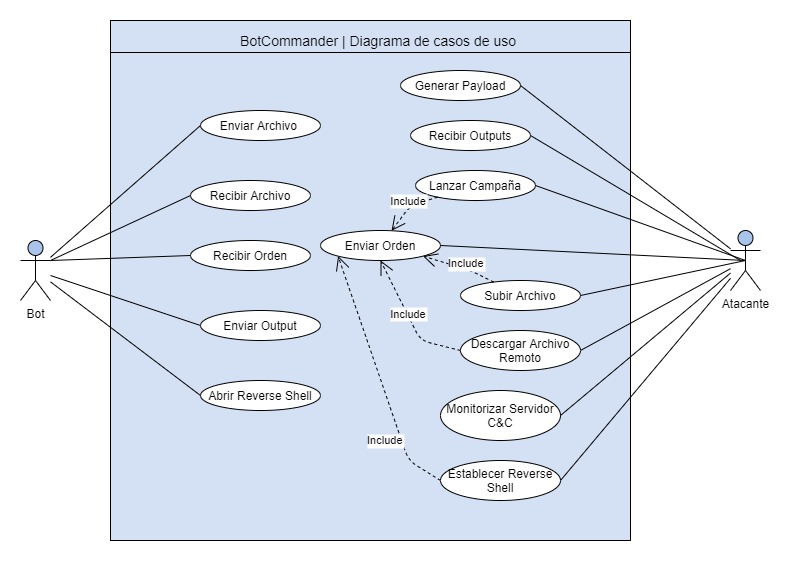 BotCommander | Diagrama de casos de uso
Generar Payload
Enviar Archivo
Recibir Outputs
Lanzar Campaña
Recibir Archivo
Include
Enviar Orden
Recibir Orden
Include
Bot
Subir Archivo
Atacante
Include
Enviar Output
Descargar Archivo
Remoto
Abrir Reverse Shell
Monitorizar Servidor
C&C
Include
Establecer Reverse
Shell